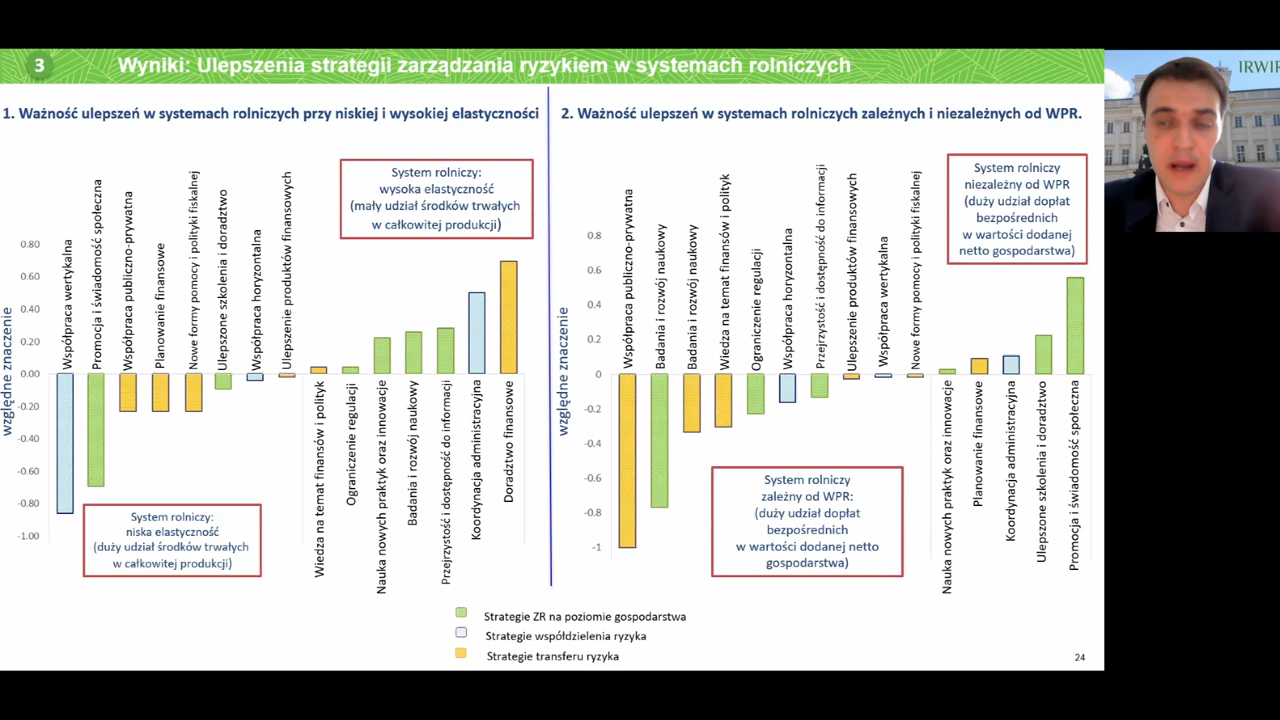 3
Wyniki: Ulepszenia strategii zarządzania ryzykiem w systemach rolniczych
IRWIR
1. Ważność ulepszeń w systemach rolniczych przy niskiej i wysokiej elastyczności
względne znaczenie
0.80
0.60
0.40
0.20
0.00
-0.20
-0.40
-0.60
-0.80
-1.00
Współpraca wertykalna
Promocja i świadomość społeczna
Współpraca publiczno-prywatna
Planowanie finansowe
Nowe formy pomocy i polityki fiskalnej
Ulepszone szkolenia i doradztwo
Współpraca horyzontalna
Ulepszenie produktów finansowych
Wiedza na temat finansów i polityk
Ograniczenie regulacji
Nauka nowych praktyk oraz innowacje
Badania i rozwój naukowy
Przejrzystość i dostępność do informacji
Koordynacja administracyjna
Doradztwo finansowe
System rolniczy:
wysoka elastyczność
(mały udział środków trwałych
w całkowitej produkcji)
System rolniczy:
niska elastyczność
(duży udział środków trwałych
w całkowitej produkcji)
2. Ważność ulepszeń w systemach rolniczych zależnych i niezależnych od WPR.
względne znaczenie
0.8
0.6
0.4
0.2
0
-0.2
-0.4
-0.6
-0.8
-1
Współpraca publiczno-prywatna
Badania i rozwój naukowy
Badania i rozwój naukowy
Wiedza na temat finansów i polityk
Ograniczenie regulacji
Współpraca horyzontalna
Przejrzystość i dostępność do informacji
Ulepszenie produktów finansowych
Współpraca wertykalna
Nowe formy pomocy i polityki fiskalnej
Nauka nowych praktyk oraz innowacje
Planowanie finansowe
Koordynacja administracyjna
Ulepszone szkolenia i doradztwo
Promocja i świadomość społeczna
System rolniczy
niezależny od WPR
(duży udział dopłat
bezpośrednich
w wartości dodanej
netto gospodarstwa)
System rolniczy
zależny od WPR:
(duży udział dopłat
bezpośrednich
w wartości dodanej netto
gospodarstwa)
Strategie ZR na poziomie gospodarstwa
Strategie współdzielenia ryzyka
Strategie transferu ryzyka
24